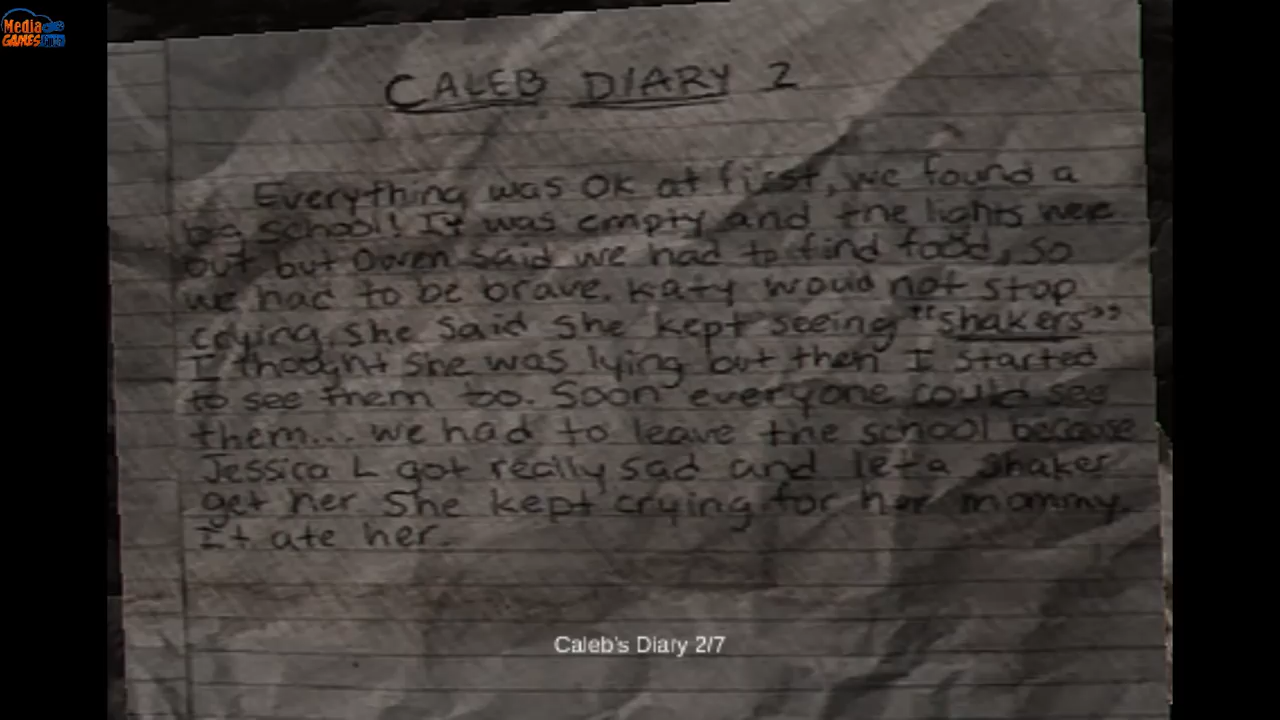 Media
GAMES
CALEB DIARY 2
Everything was OK at first, we found a
big school! It was empty and the lights were
out but Owen said we had to find food, so
we had to be brave. Katy would not stop
crying, she said she kept seeing "shakers"
I thought she was lying but then I started
to see them to. Soon everyone could see
them... we had to leave the school because
Jessica L got really sad and let a shaker
get her She kept crying for her mommy.
It ate her.
Caleb's Diary 2/7